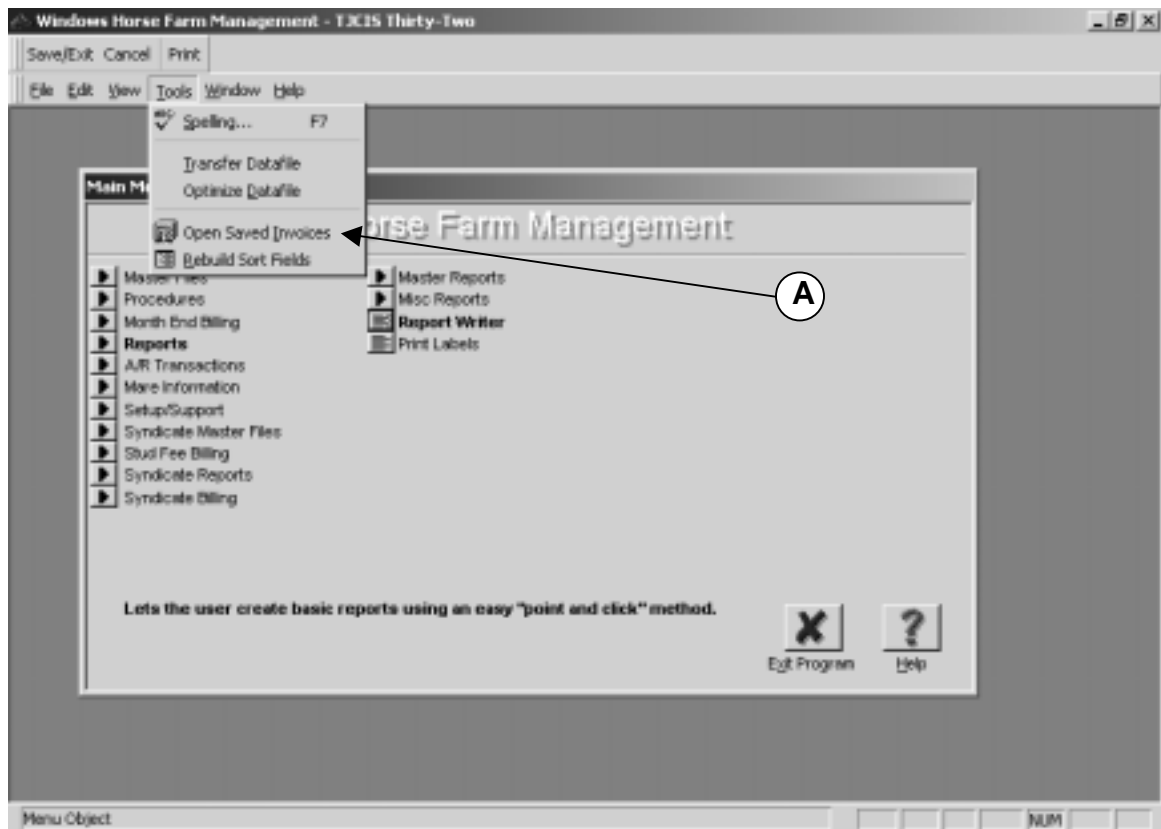 Windows Horse Farm Management - TJCIS Thirty-Two
Save/Exit Cancel Print
File Edit View Tools Window Help
Spelling... F7
Transfer Datafile
Optimize Datafile
Open Saved Invoices
Rebuild Sort Fields
Main M
orse Farm Management
A
Master Files
Procedures
Month End Billing
Reports
A/R Transactions
Mare Information
Setup/Support
Syndicate Master Files
Stud Fee Billing
Syndicate Reports
Syndicate Billing
Master Reports
Misc Reports
Report Writer
Print Labels
Lets the user create basic reports using an easy "point and click" method.
Exit Program
Help
Menu Object NUM